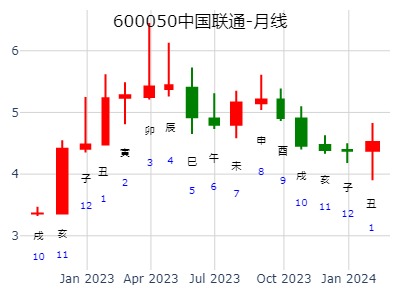 600050中国联通-月线
6
5
4
3
戌 亥 子 丑 寅 卯 辰 巳 午 未 申 酉 戌 亥 子 丑
10 11 12 1 2 3 4 5 6 7 8 9 10 11 12 1
Jan 2023 Apr 2023 Jul 2023 Oct 2023 Jan 2024